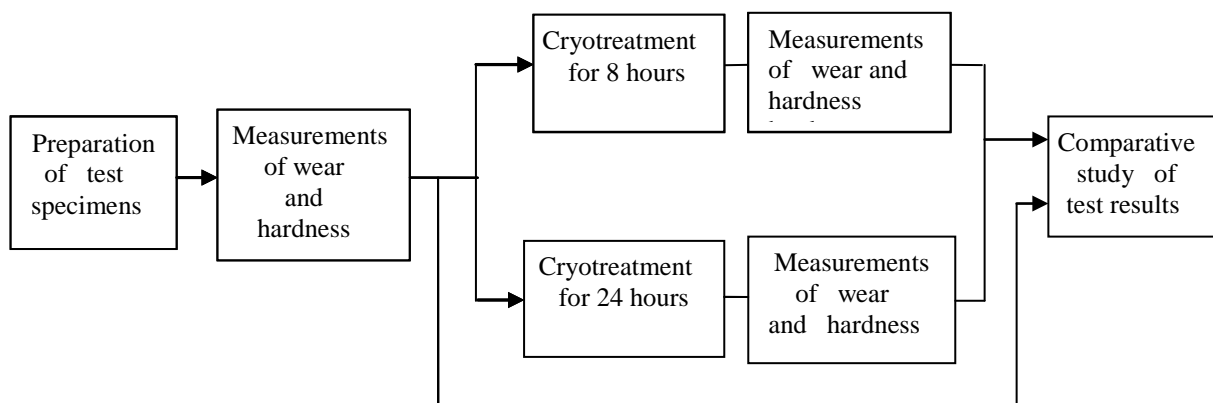 Preparation
of test
specimens
Measurements
of wear
and
hardness
Cryotreatment
for 8 hours
Measurements
of wear and
hardness
Cryotreatment
for 24 hours
Measurements
of wear
and hardness
Comparative
study of
test results